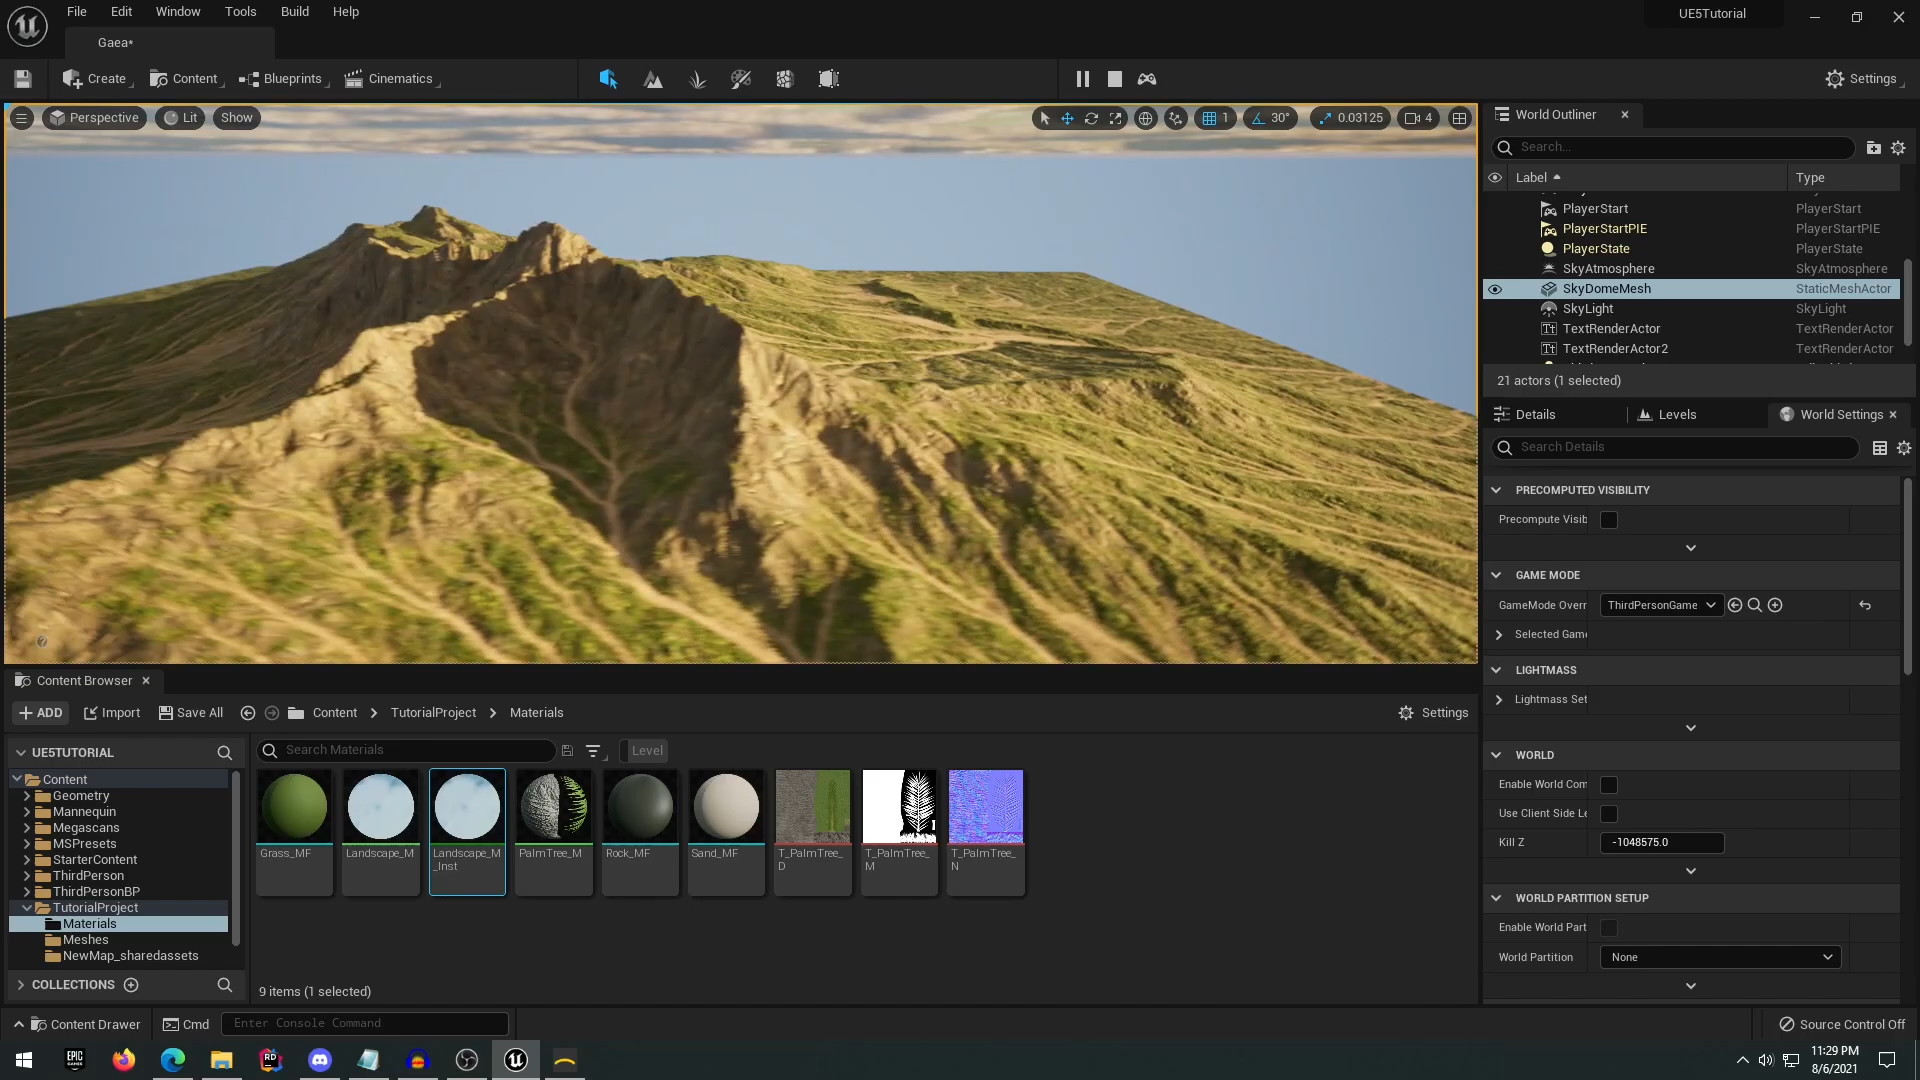 File Edit Window Tools Build Help
UE5Tutorial
Gaea*
Create Content Blueprints Cinematics
Settings
Perspective Lit Show
1 30° 0.03125 4
World Outliner
Search...
Label Type
PlayerStart PlayerStart
PlayerStartPIE PlayerStartPIE
PlayerState PlayerState
SkyAtmosphere SkyAtmosphere
SkyDomeMesh StaticMeshActor
SkyLight SkyLight
TextRenderActor TextRenderActor
TextRenderActor2 TextRenderActor
21 actors (1 selected)
Details Levels World Settings
Search Details
PRECOMPUTED VISIBILITY
Precompute Visib
GAME MODE
GameMode Overr ThirdPersonGame
Selected Game
LIGHTMASS
Lightmass Set
WORLD
Enable World Com
Use Client Side Le
Kill Z -1048575.0
WORLD PARTITION SETUP
Enable World Part
World Partition None
Content Browser
ADD Import Save All Content TutorialProject Materials Settings
UE5TUTORIAL
Search Materials Level
Content
Geometry
Mannequin
Megascans
MSPresets
StarterContent
ThirdPerson
ThirdPersonBP
TutorialProject
Materials
Meshes
NewMap_sharedassets
COLLECTIONS
Grass_MF
Landscape_M
Landscape_M
_Inst
PalmTree_M
Rock_MF
Sand_MF
T_PalmTree_
D
T_PalmTree_
M
T_PalmTree_
N
9 items (1 selected)
Content Drawer Cmd Enter Console Command
Source Control Off
EPIC
GAMES
RD
11:29 PM
8/6/2021